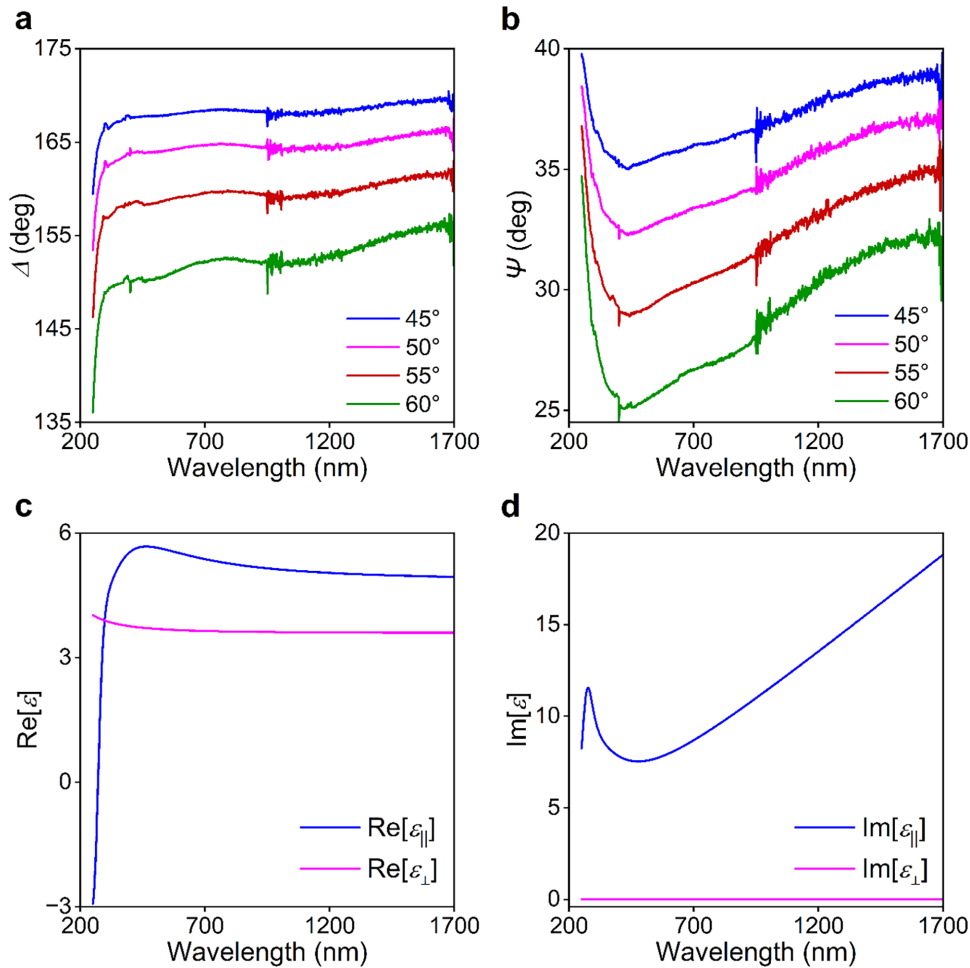 a
175
165
155
145
135
Δ (deg)
45°
50°
55°
60°
200
700
1200
1700
Wavelength (nm)
b
40
35
30
25
Ψ (deg)
45°
50°
55°
60°
200
700
1200
1700
Wavelength (nm)
c
6
3
0
−3
Re[ε]
Re[ε||]
Re[ε⊥]
200
700
1200
1700
Wavelength (nm)
d
20
15
10
5
0
Im[ε]
Im[ε||]
Im[ε⊥]
200
700
1200
1700
Wavelength (nm)